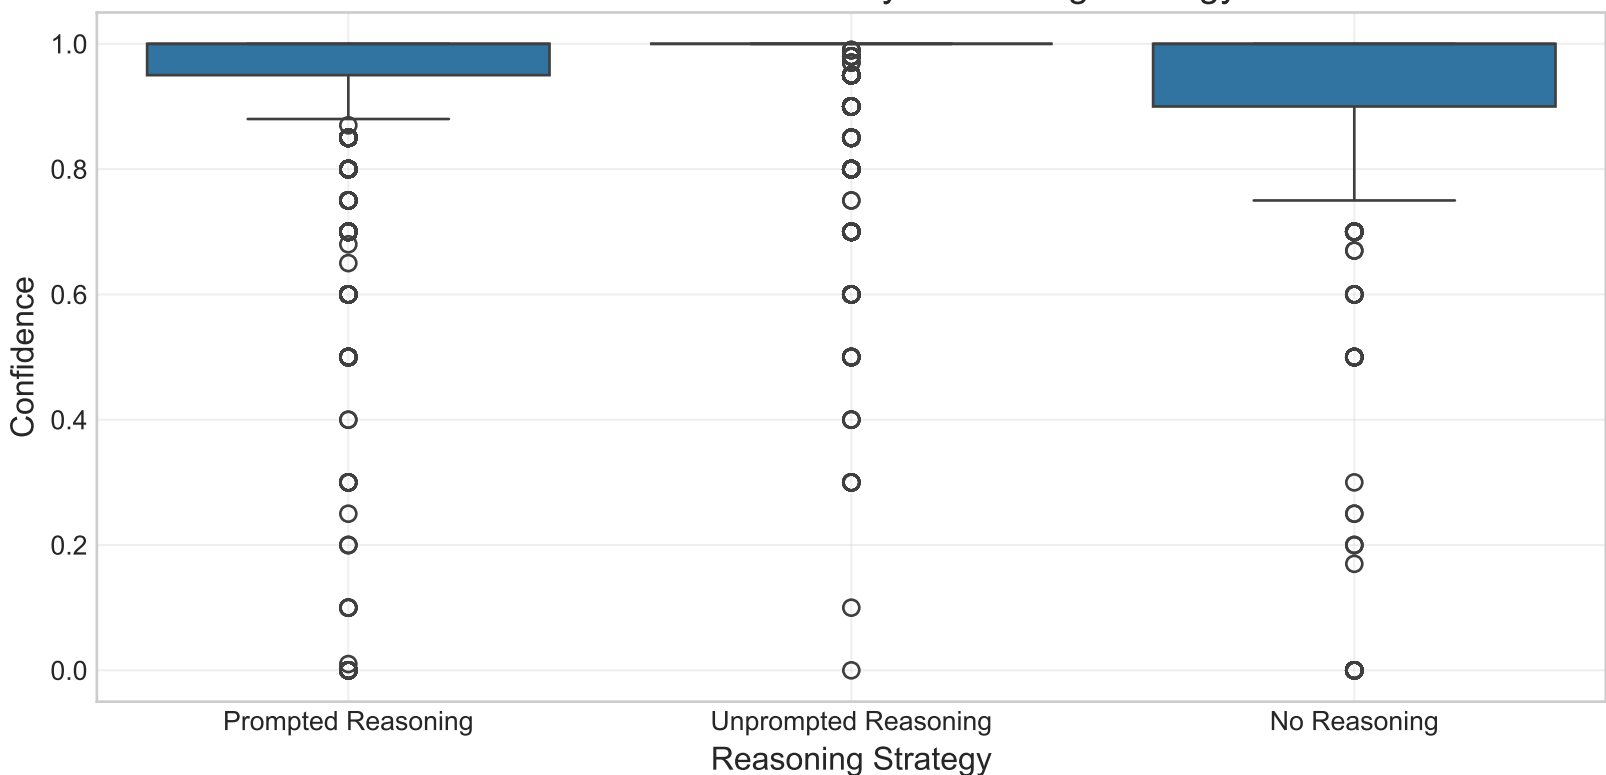 1.0
0.8
0.6
0.4
0.2
0.0
Confidence
Prompted Reasoning
Unprompted Reasoning
No Reasoning
Reasoning Strategy